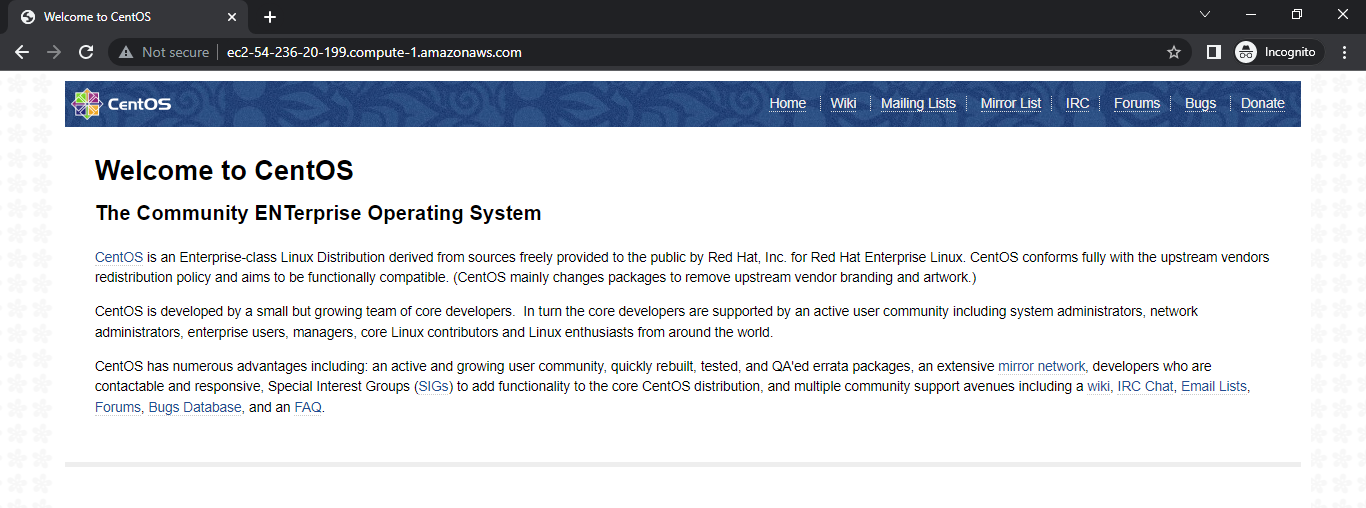 Welcome to CentOS
Not secure
ec2-54-236-20-199.compute-1.amazonaws.com
Incognito
CentOS
Home Wiki Mailing Lists Mirror List IRC Forums Bugs Donate
Welcome to CentOS
The Community ENTerprise Operating System
CentOS is an Enterprise-class Linux Distribution derived from sources freely provided to the public by Red Hat, Inc. for Red Hat Enterprise Linux. CentOS conforms fully with the upstream vendors
redistribution policy and aims to be functionally compatible. (CentOS mainly changes packages to remove upstream vendor branding and artwork.)
CentOS is developed by a small but growing team of core developers.  In turn the core developers are supported by an active user community including system administrators, network
administrators, enterprise users, managers, core Linux contributors and Linux enthusiasts from around the world.
CentOS has numerous advantages including: an active and growing user community, quickly rebuilt, tested, and QA'ed errata packages, an extensive mirror network, developers who are
contactable and responsive, Special Interest Groups (SIGs) to add functionality to the core CentOS distribution, and multiple community support avenues including a wiki, IRC Chat, Email Lists,
Forums, Bugs Database, and an FAQ.